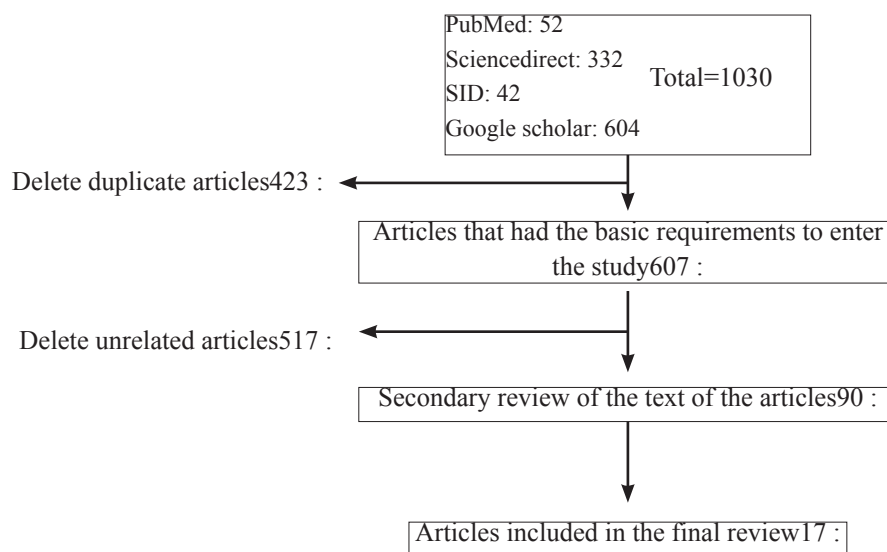 PubMed: 52
Sciencedirect: 332
SID: 42
Google scholar: 604
Total=1030
Delete duplicate articles423 :
Articles that had the basic requirements to enter
the study607 :
Delete unrelated articles517 :
Secondary review of the text of the articles90 :
Articles included in the final review17 :